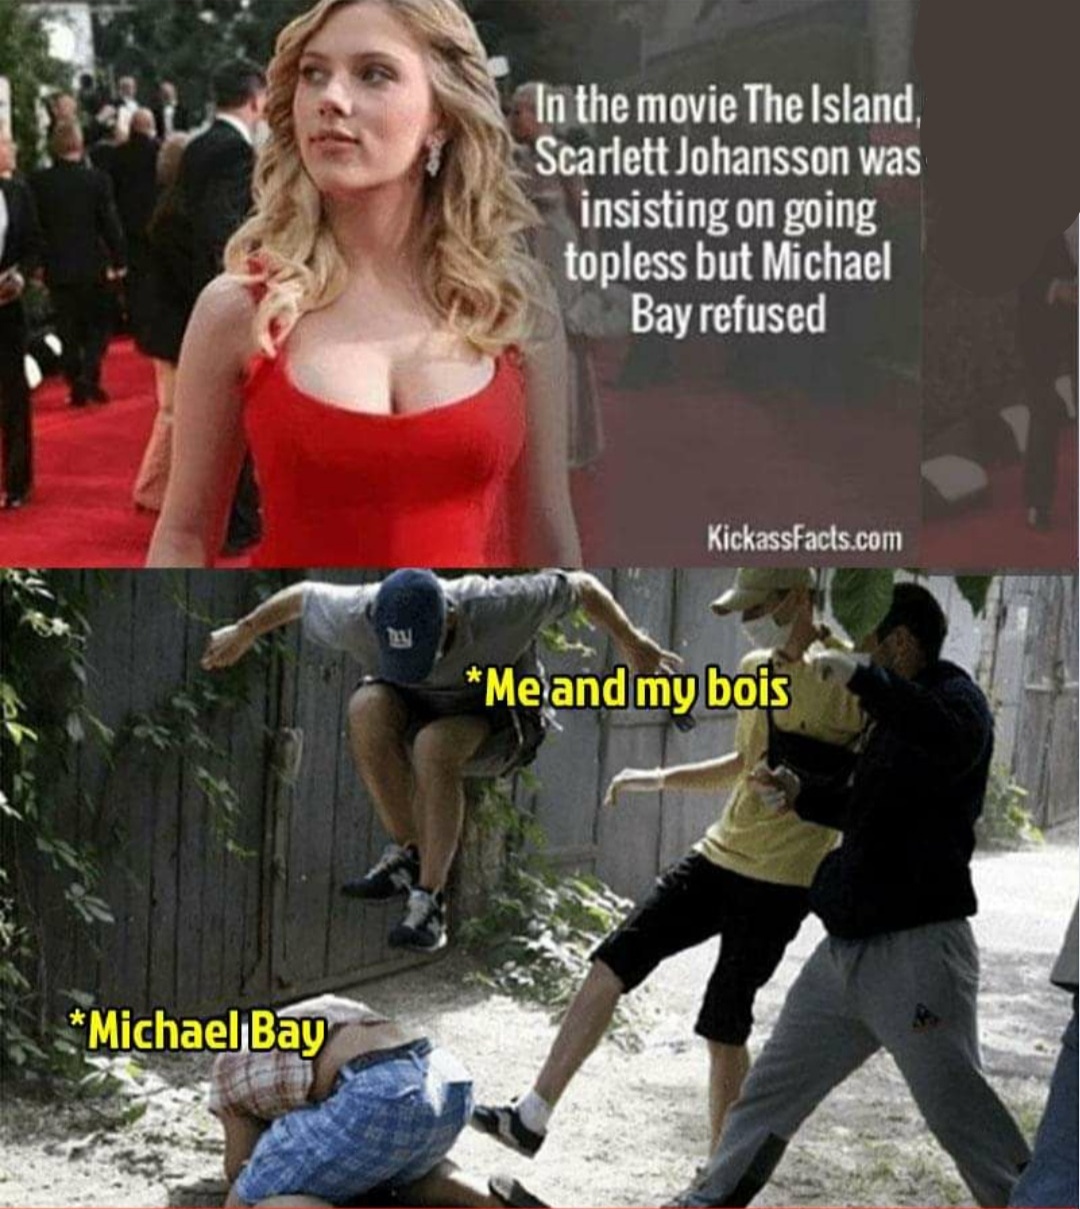 In the movie The Island,
Scarlett Johansson was
insisting on going
topless but Michael
Bay refused
KickassFacts.com
*Me and my bois
*Michael Bay